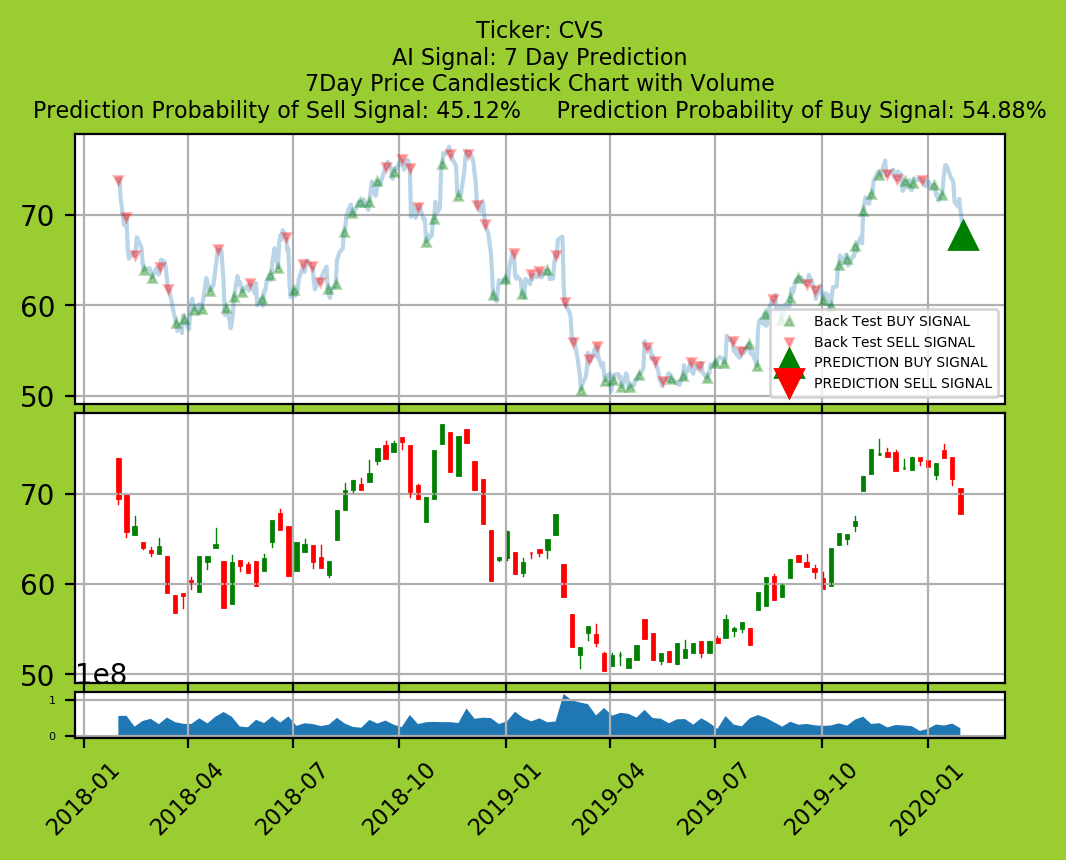 Ticker: CVS
AI Signal: 7 Day Prediction
7Day Price Candlestick Chart with Volume
Prediction Probability of Sell Signal: 45.12% Prediction Probability of Buy Signal: 54.88%
70
60
50
Back Test BUY SIGNAL
Back Test SELL SIGNAL
PREDICTION BUY SIGNAL
PREDICTION SELL SIGNAL
70
60
50
1e8
1
0
2018-01 2018-04 2018-07 2018-10 2019-01 2019-04 2019-07 2019-10 2020-01